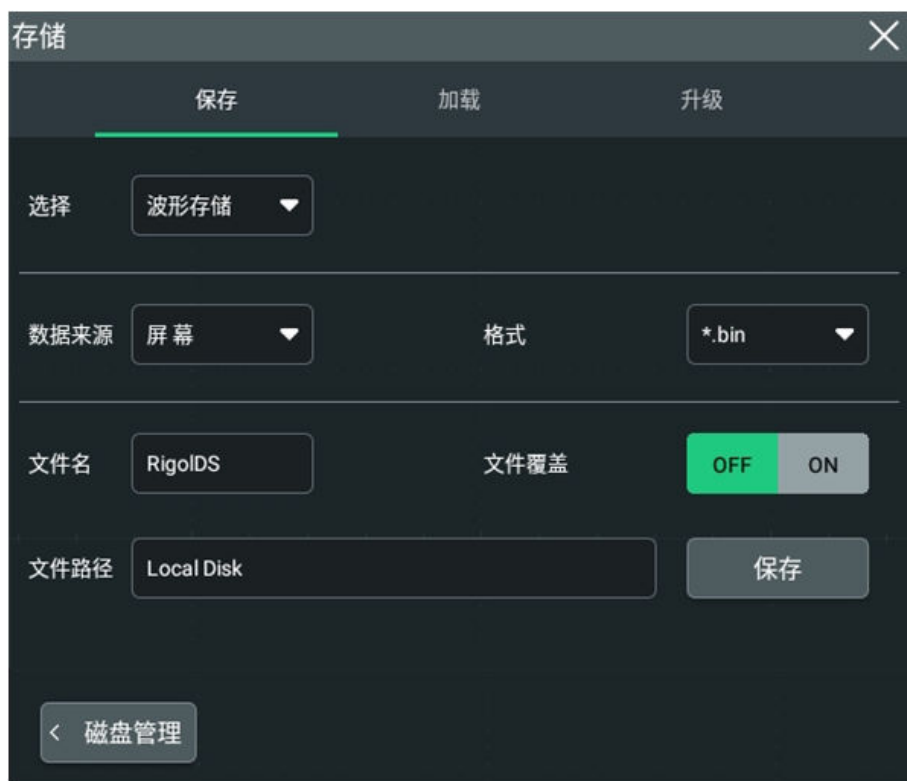 存储
保存 加载 升级
选择 波形存储
数据来源 屏 幕 格式 *.bin
文件名 RigolDS 文件覆盖 OFF ON
文件路径 Local Disk 保存
< 磁盘管理